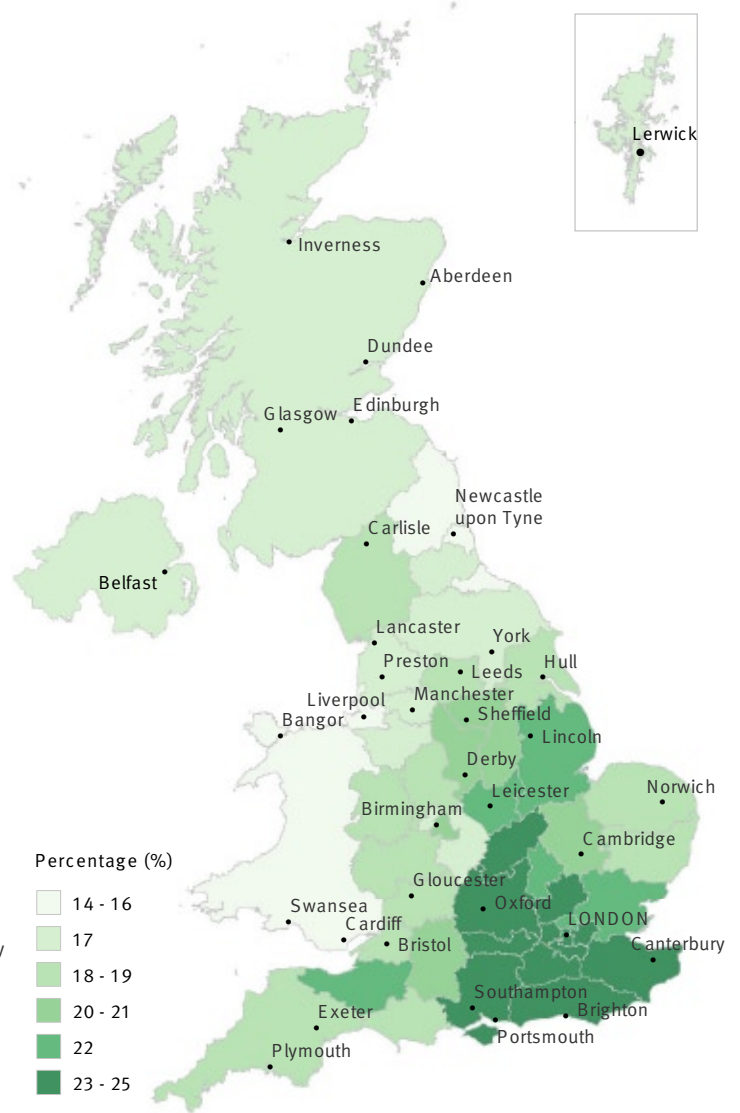 Lerwick
Inverness
Aberdeen
Dundee
Edinburgh
Glasgow
Newcastle
upon Tyne
Carlisle
Belfast
Lancaster
York
Preston
Leeds
Hull
Liverpool
Manchester
Bangor
Sheffield
Lincoln
Derby
Leicester
Norwich
Birmingham
Cambridge
Percentage (%)
14 - 16
17
18 - 19
20 - 21
22
23 - 25
Gloucester
Swansea
Oxford
Cardiff
LONDON
Bristol
Canterbury
Southampton
Exeter
Brighton
Portsmouth
Plymouth